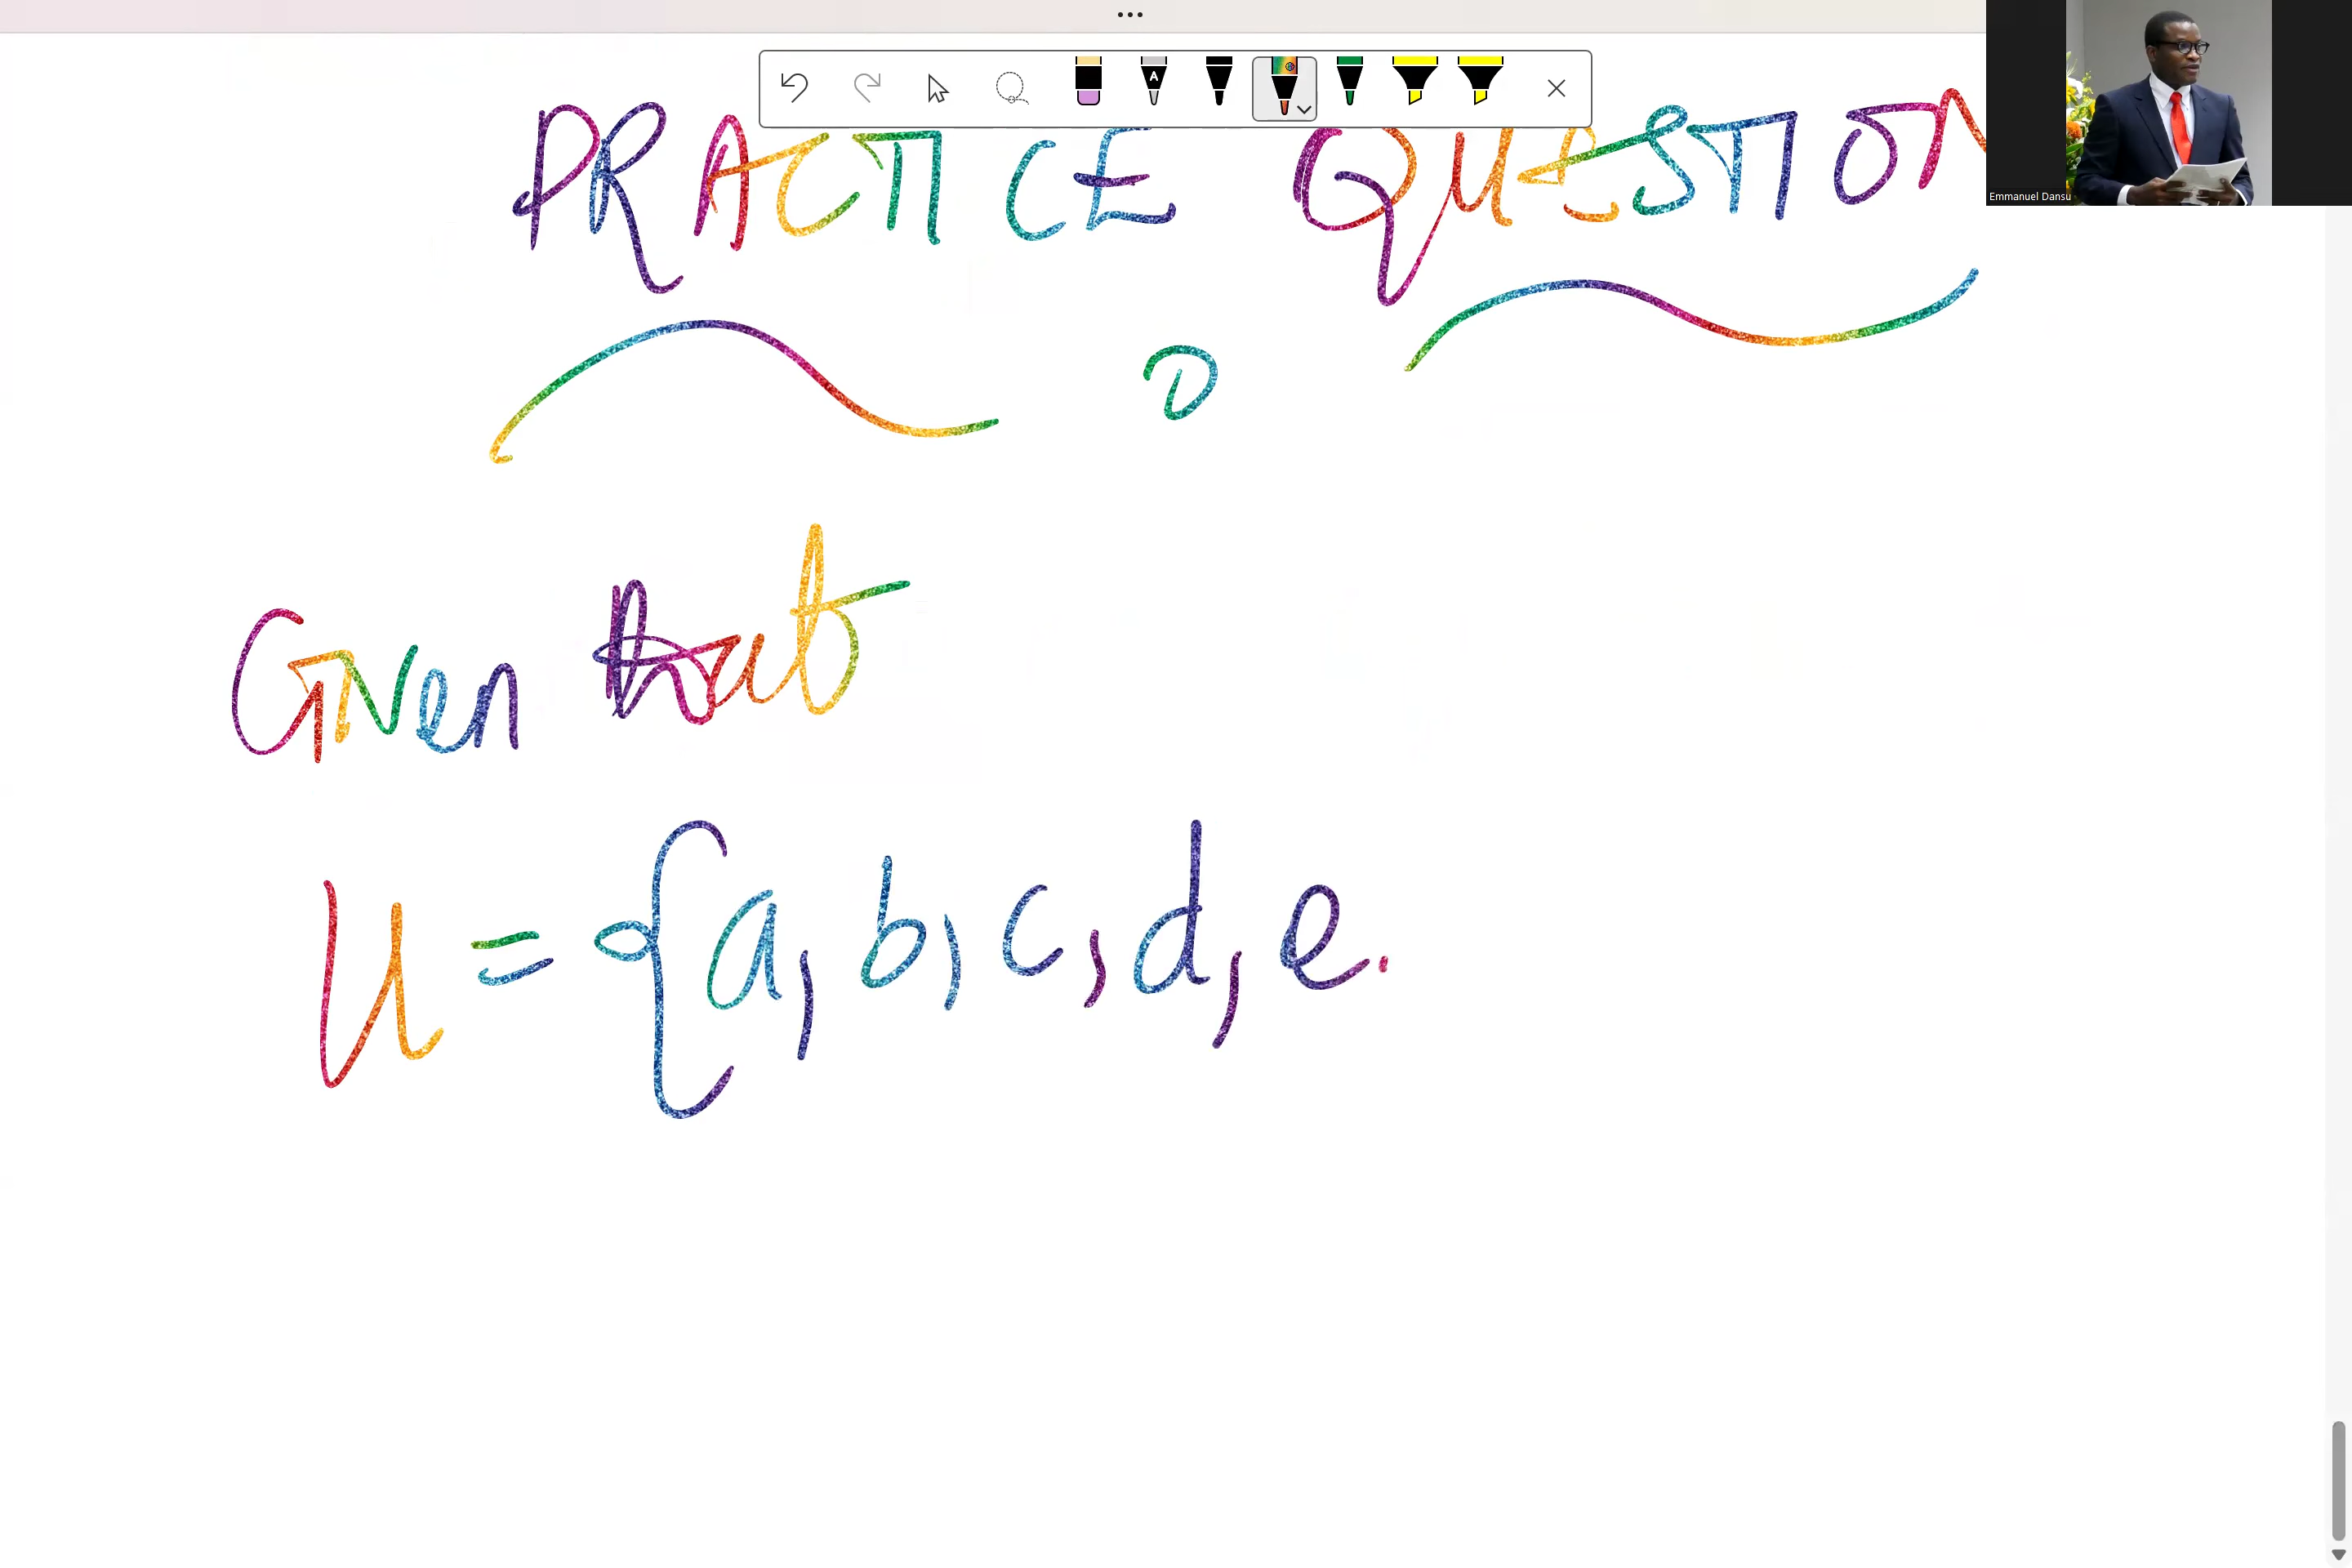 PRACTICE QUESTION
Emmanuel Dansu
Given that
U = {a, b, c, d, e.